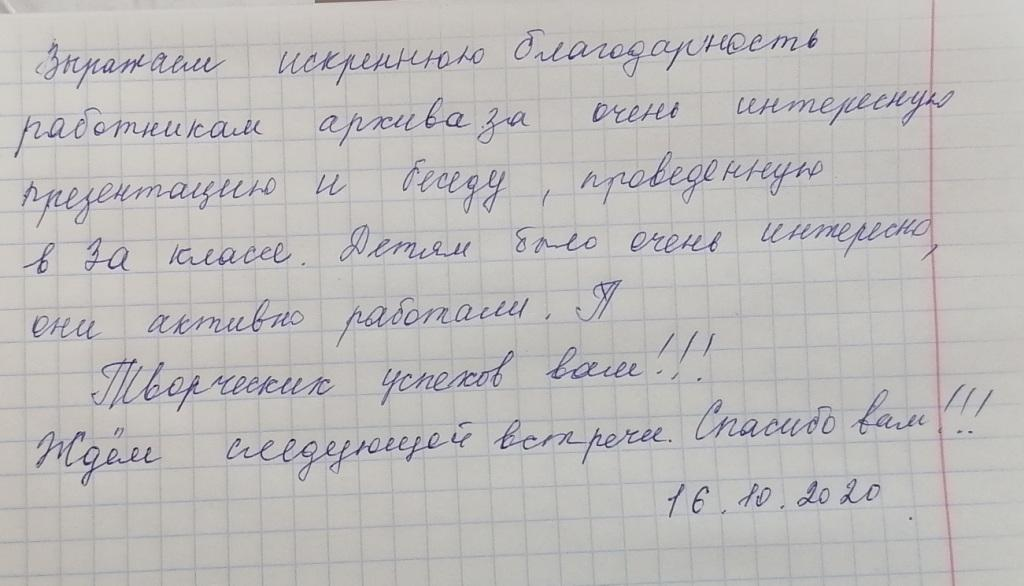 Выражаем искреннюю благодарность
работникам архива за очень интересную
презентацию и беседу, проведенную
в 3а классе. Детям было очень интересно,
они активно работали. Т
Творческих успехов вам!!!
Ждём следующей встречи. Спасибо вам!!!
16.10.2020